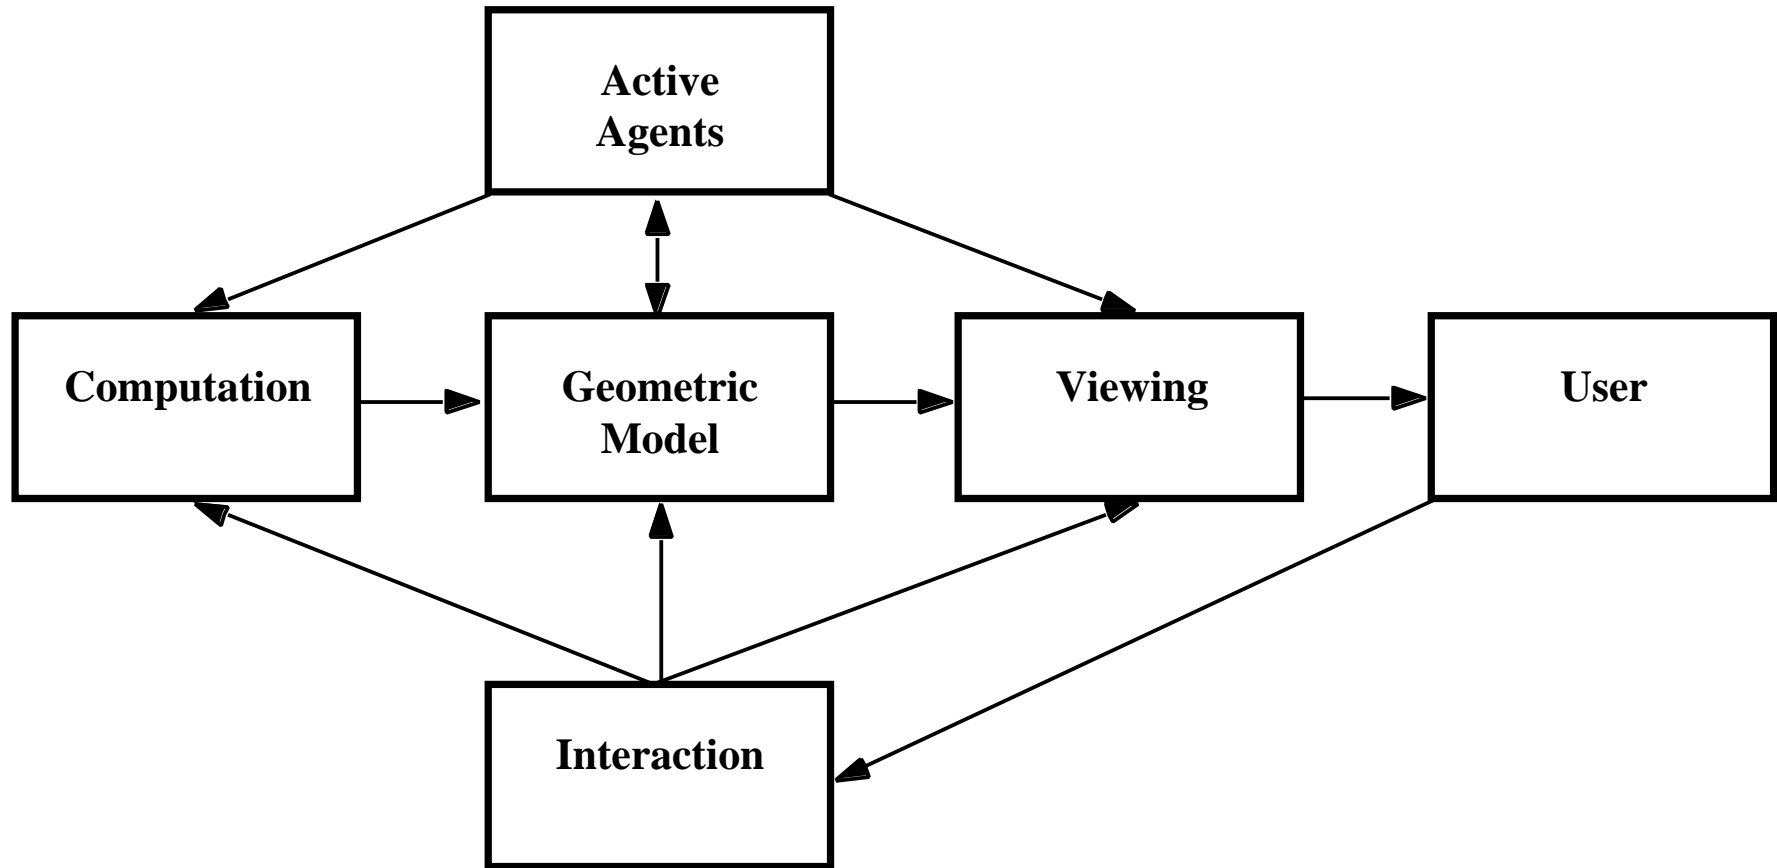 Active
Agents
Computation
Geometric
Model
Viewing
User
Interaction